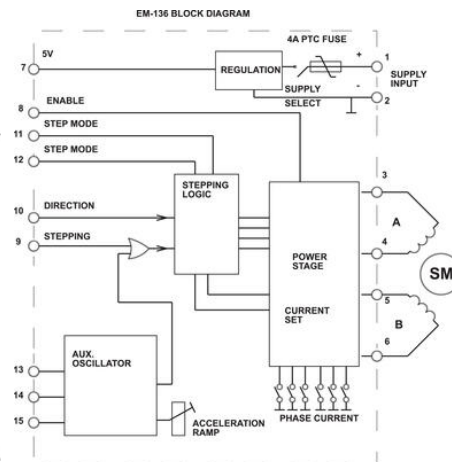 EM-136 BLOCK DIAGRAM
4A PTC FUSE
5V
7
REGULATION
+
1
SUPPLY
INPUT
-
2
SUPPLY
SELECT
8
ENABLE
11
STEP MODE
12
STEP MODE
STEPPING
LOGIC
3
10
DIRECTION
A
9
STEPPING
4
POWER
STAGE
SM
5
CURRENT
SET
B
6
AUX.
OSCILLATOR
13
14
15
ACCELERATION
RAMP
PHASE CURRENT